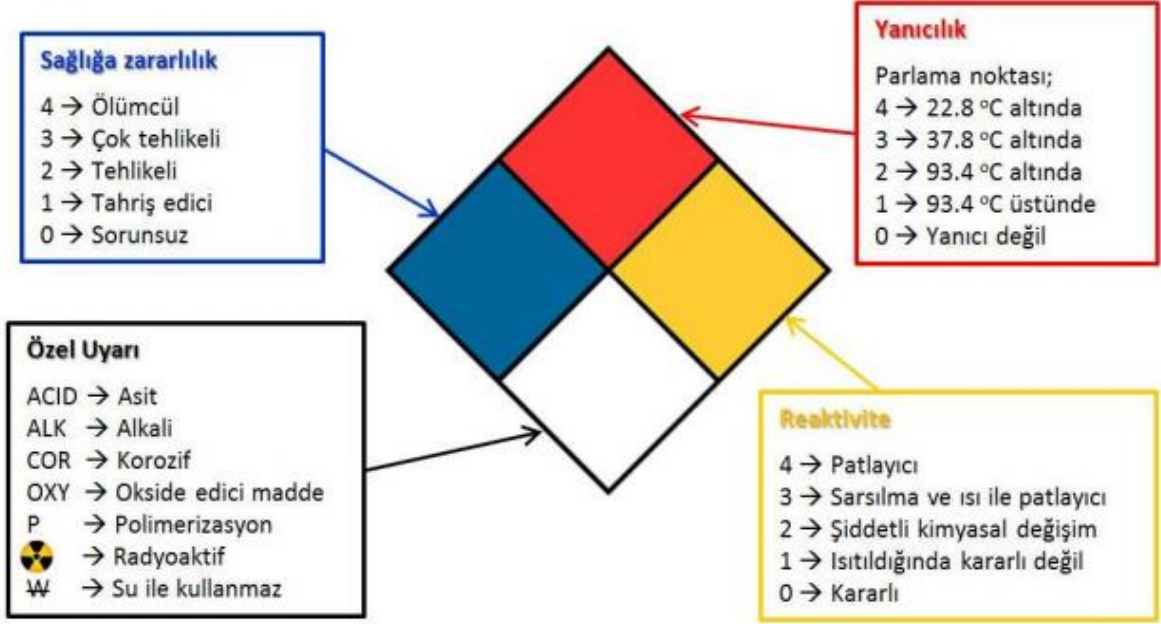 Sağlığa zararlılık
4 → Ölümcül
3 → Çok tehlikeli
2 → Tehlikeli
1 → Tahriş edici
0 → Sorunsuz
Yanıcılık
Parlama noktası;
4 → 22.8 °C altında
3 → 37.8 °C altında
2 → 93.4 °C altında
1 → 93.4 °C üstünde
0 → Yanıcı değil
Özel Uyarı
ACID → Asit
ALK → Alkali
COR → Korozif
OXY → Okside edici madde
P → Polimerizasyon
☢ → Radyoaktif
W̶ → Su ile kullanmaz
Reaktivite
4 → Patlayıcı
3 → Sarsılma ve ısı ile patlayıcı
2 → Şiddetli kimyasal değişim
1 → Isıtıldığında kararlı değil
0 → Kararlı